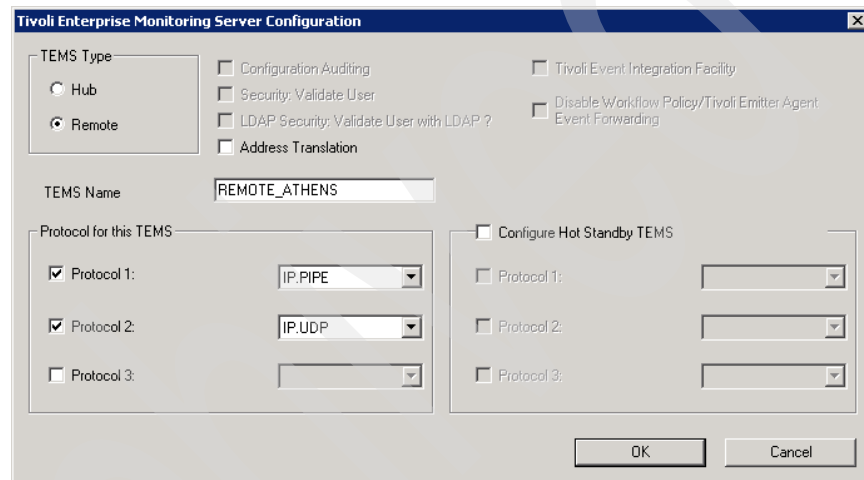 Tivoli Enterprise Monitoring Server Configuration
TEMS Type
Hub
Remote
Configuration Auditing
Security: Validate User
LDAP Security: Validate User with LDAP ?
Address Translation
Tivoli Event Integration Facility
Disable Workflow Policy/Tivoli Emitter Agent
Event Forwarding
TEMS Name
REMOTE_ATHENS
Protocol for this TEMS
Protocol 1:
IP.PIPE
Protocol 2:
IP.UDP
Protocol 3:
Configure Hot Standby TEMS
Protocol 1:
Protocol 2:
Protocol 3:
OK
Cancel